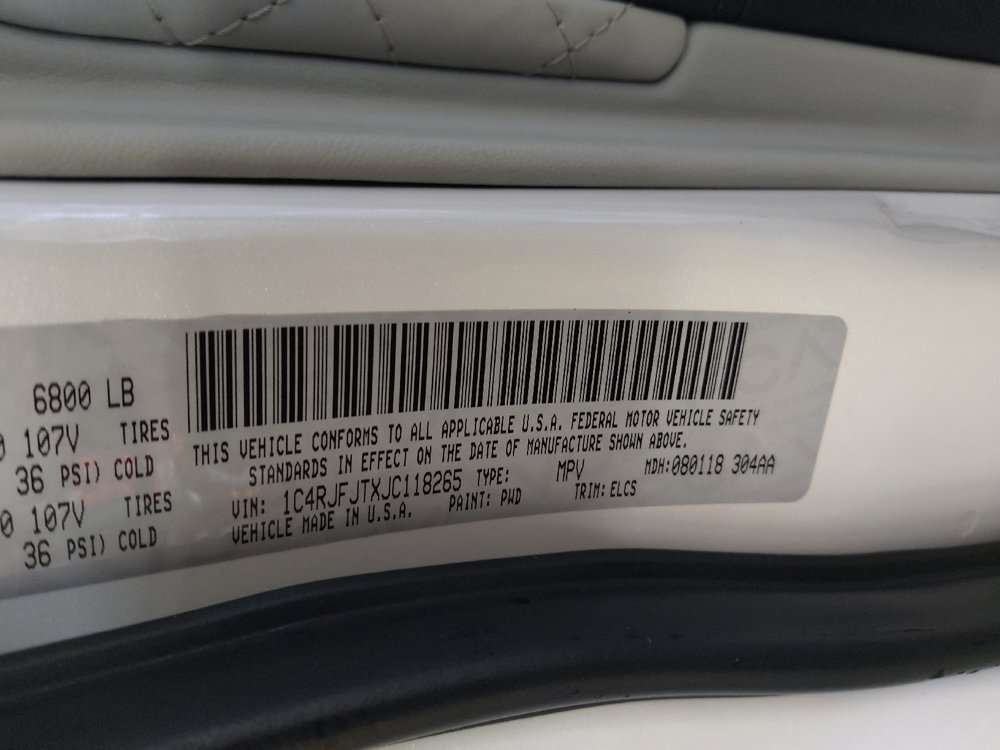 6800 LB
0 107V TIRES
36 PSI) COLD
0 107V TIRES
36 PSI) COLD
THIS VEHICLE CONFORMS TO ALL APPLICABLE U.S.A. FEDERAL MOTOR VEHICLE SAFETY
STANDARDS IN EFFECT ON THE DATE OF MANUFACTURE SHOWN ABOVE.
VIN: 1C4RJFJTXJC118265 TYPE: MPV MDH:080118 304AA
VEHICLE MADE IN U.S.A. PAINT: PWD TRIM: ELCS